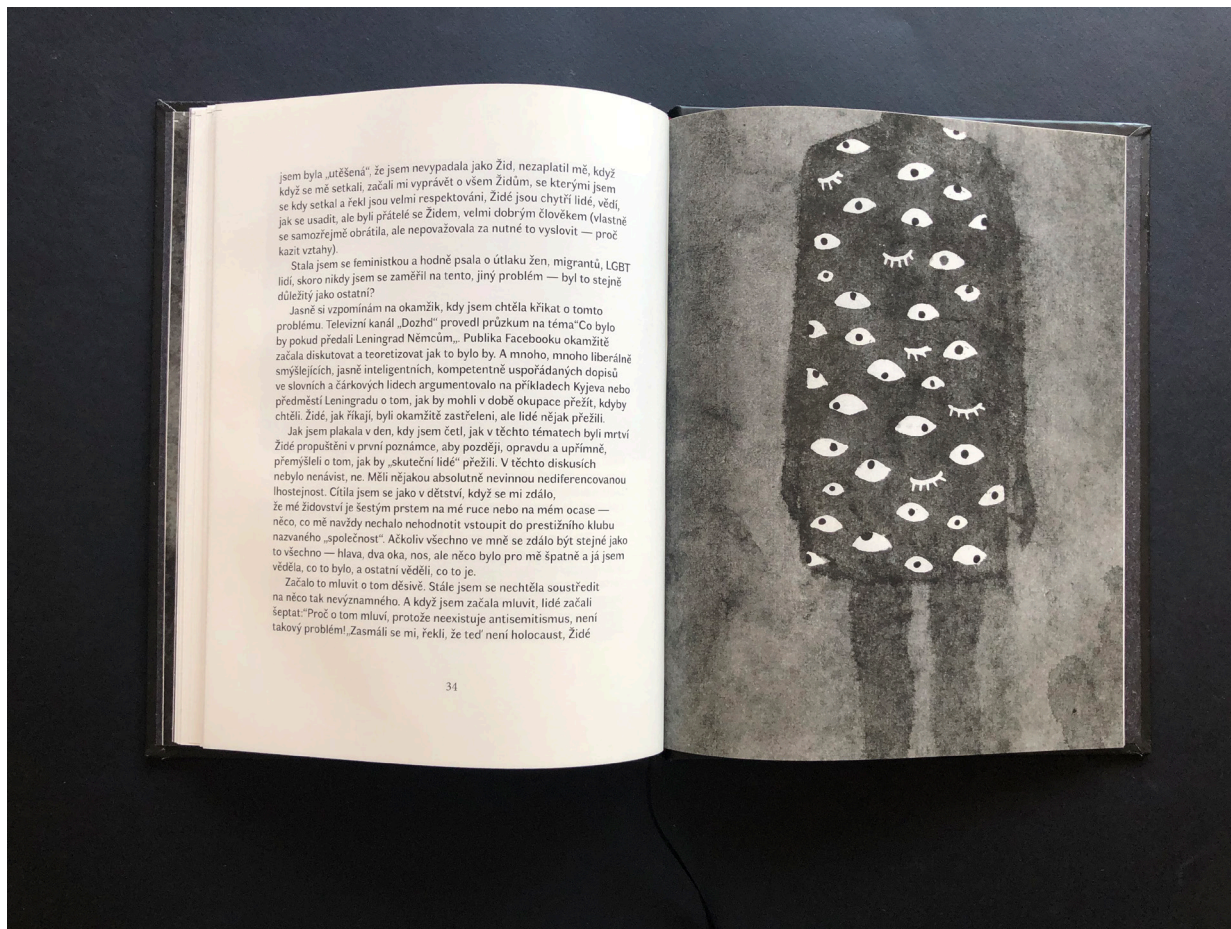 jsem byla „utěšená“, že jsem nevypadala jako Žid, nezaplatil mě, když
když se mě setkali, začali mi vyprávět o všem Židům, se kterými jsem
se kdy setkal a řekl jsou velmi respektováni, Židé jsou chytří lidé, vědí,
jak se usadit, ale byli přátelé se Židem, velmi dobrým člověkem (vlastně
se samozřejmě obrátila, ale nepovažovala za nutné to vyslovit — proč
kazit vztahy).
Stala jsem se feministkou a hodně psala o útlaku žen, migrantů, LGBT
lidí, skoro nikdy jsem se zaměřil na tento, jiný problém — byl to stejně
důležitý jako ostatní?
Jasně si vzpomínám na okamžik, kdy jsem chtěla křikat o tomto
problému. Televizní kanál „Dozhd“ provedl průzkum na téma“Co bylo
by pokud předali Leningrad Němcům„. Publika Facebooku okamžitě
začala diskutovat a teoretizovat jak to bylo by. A mnoho, mnoho liberálně
smýšlejících, jasně inteligentních, kompetentně uspořádaných dopisů
ve slovních a čárkových lidech argumentovalo na příkladech Kyjeva nebo
předměstí Leningradu o tom, jak by mohli v době okupace přežít, kdyby
chtěli. Židé, jak říkají, byli okamžitě zastřeleni, ale lidé nějak přežili.
Jak jsem plakala v den, kdy jsem četl, jak v těchto tématech byli mrtví
Židé propuštěni v první poznámce, aby později, opravdu a upřímně,
přemýšleli o tom, jak by „skuteční lidé“ přežili. V těchto diskusích
nebylo nenávist, ne. Měli nějakou absolutně nevinnou nediferencovanou
lhostejnost. Cítila jsem se jako v dětství, když se mi zdálo,
že mé židovství je šestým prstem na mé ruce nebo na mém ocase —
něco, co mě navždy nechalo nehodnotit vstoupit do prestižního klubu
nazvaného „společnost“. Ačkoliv všechno ve mně se zdálo být stejné jako
to všechno — hlava, dva oka, nos, ale něco bylo pro mě špatně a já jsem
věděla, co to bylo, a ostatní věděli, co to je.
Začalo to mluvit o tom děsivě. Stále jsem se nechtěla soustředit
na něco tak nevýznamného. A když jsem začala mluvit, lidé začali
šeptat:“Proč o tom mluví, protože neexistuje antisemitismus, není
takový problém!„Zasmáli se mi, řekli, že teď není holocaust, Židé
34